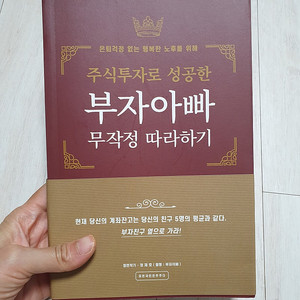 은퇴걱정 없는 행복한 노후를 위해
주식투자로 성공한
부자아빠
무작정 따라하기
현재 당신의 계좌잔고는 당신의 친구 5명의 평균과 같다.
부자친구 옆으로 가라!